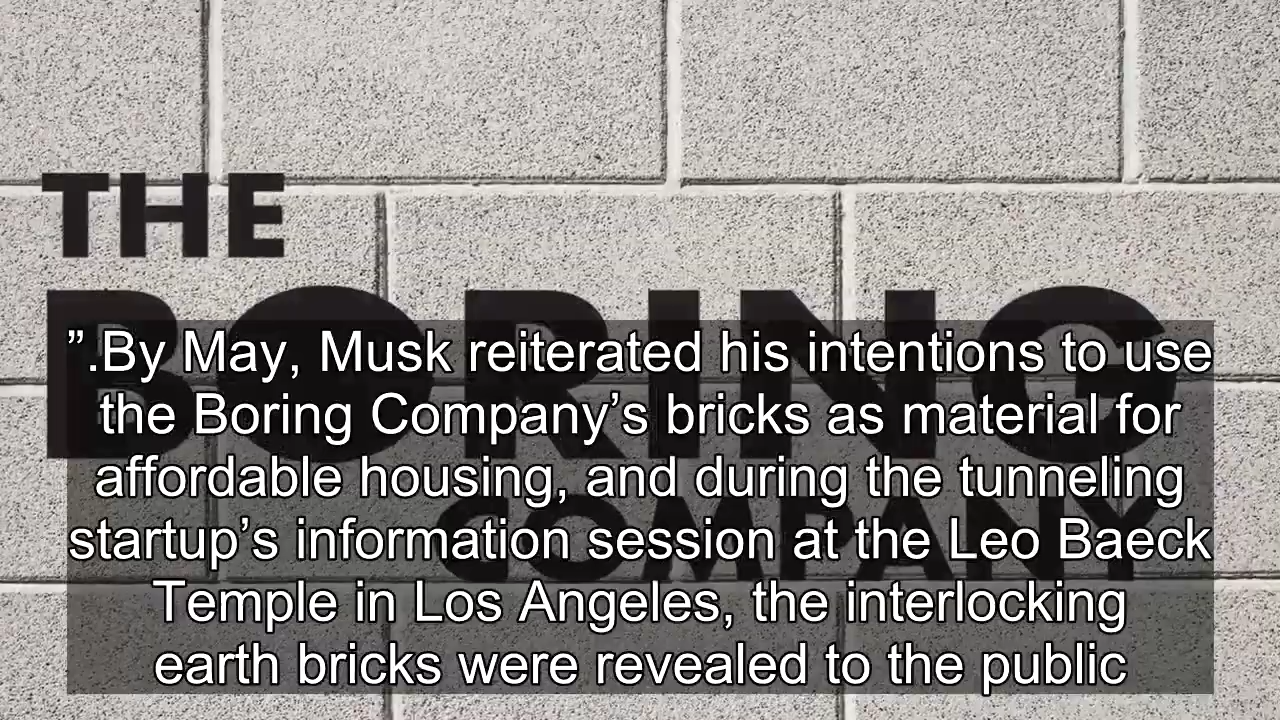 THE
BORING
COMPANY
” .By May, Musk reiterated his intentions to use
the Boring Company’s bricks as material for
affordable housing, and during the tunneling
startup’s information session at the Leo Baeck
Temple in Los Angeles, the interlocking
earth bricks were revealed to the public